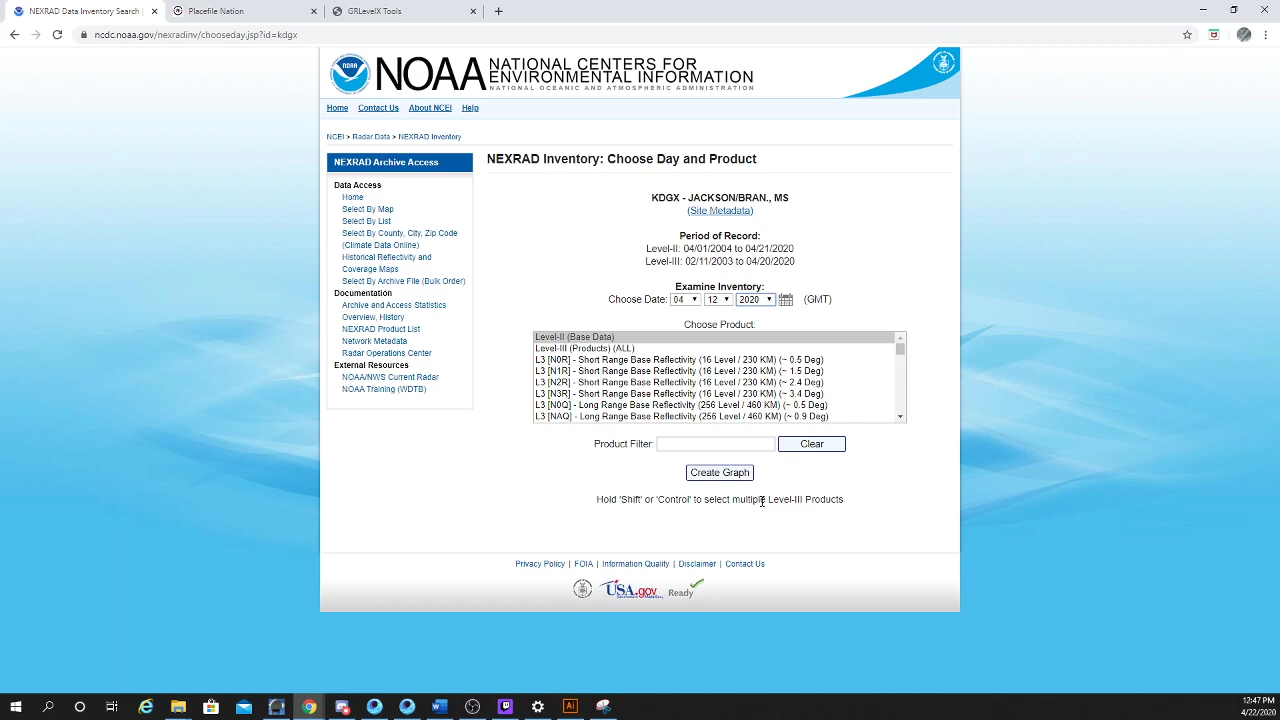 NEXRAD Data Inventory Search
Placefile Nation
GRLevelX Tools
ncdc.noaa.gov/nexradinv/chooseday.jsp?id=kdgx
NOAA
NATIONAL CENTERS FOR
ENVIRONMENTAL INFORMATION
NATIONAL OCEANIC AND ATMOSPHERIC ADMINISTRATION
Home Contact Us About NCEI Help
NCEI > Radar Data > NEXRAD Inventory
NEXRAD Archive Access
Data Access
Home
Select By Map
Select By List
Select By County, City, Zip Code
(Climate Data Online)
Historical Reflectivity and
Coverage Maps
Select By Archive File (Bulk Order)
Documentation
Archive and Access Statistics
Overview, History
NEXRAD Product List
Network Metadata
Radar Operations Center
External Resources
NOAA/NWS Current Radar
NOAA Training (WDTB)
NEXRAD Inventory: Choose Day and Product
KDGX - JACKSON/BRAN., MS
(Site Metadata)
Period of Record:
Level-II: 04/01/2004 to 04/21/2020
Level-III: 02/11/2003 to 04/20/2020
Examine Inventory:
Choose Date: 04 12 2020 (GMT)
Choose Product:
Level-II (Base Data)
Level-III (Products) (ALL)
L3 [N0R] - Short Range Base Reflectivity (16 Level / 230 KM) (~ 0.5 Deg)
L3 [N1R] - Short Range Base Reflectivity (16 Level / 230 KM) (~ 1.5 Deg)
L3 [N2R] - Short Range Base Reflectivity (16 Level / 230 KM) (~ 2.4 Deg)
L3 [N3R] - Short Range Base Reflectivity (16 Level / 230 KM) (~ 3.4 Deg)
L3 [N0Q] - Long Range Base Reflectivity (256 Level / 460 KM) (~ 0.5 Deg)
L3 [NAQ] - Long Range Base Reflectivity (256 Level / 460 KM) (~ 0.9 Deg)
Product Filter: Clear
Create Graph
Hold 'Shift' or 'Control' to select multiple Level-III Products
Privacy Policy | FOIA | Information Quality | Disclaimer | Contact Us
USA.gov Ready
12:47 PM
4/22/2020